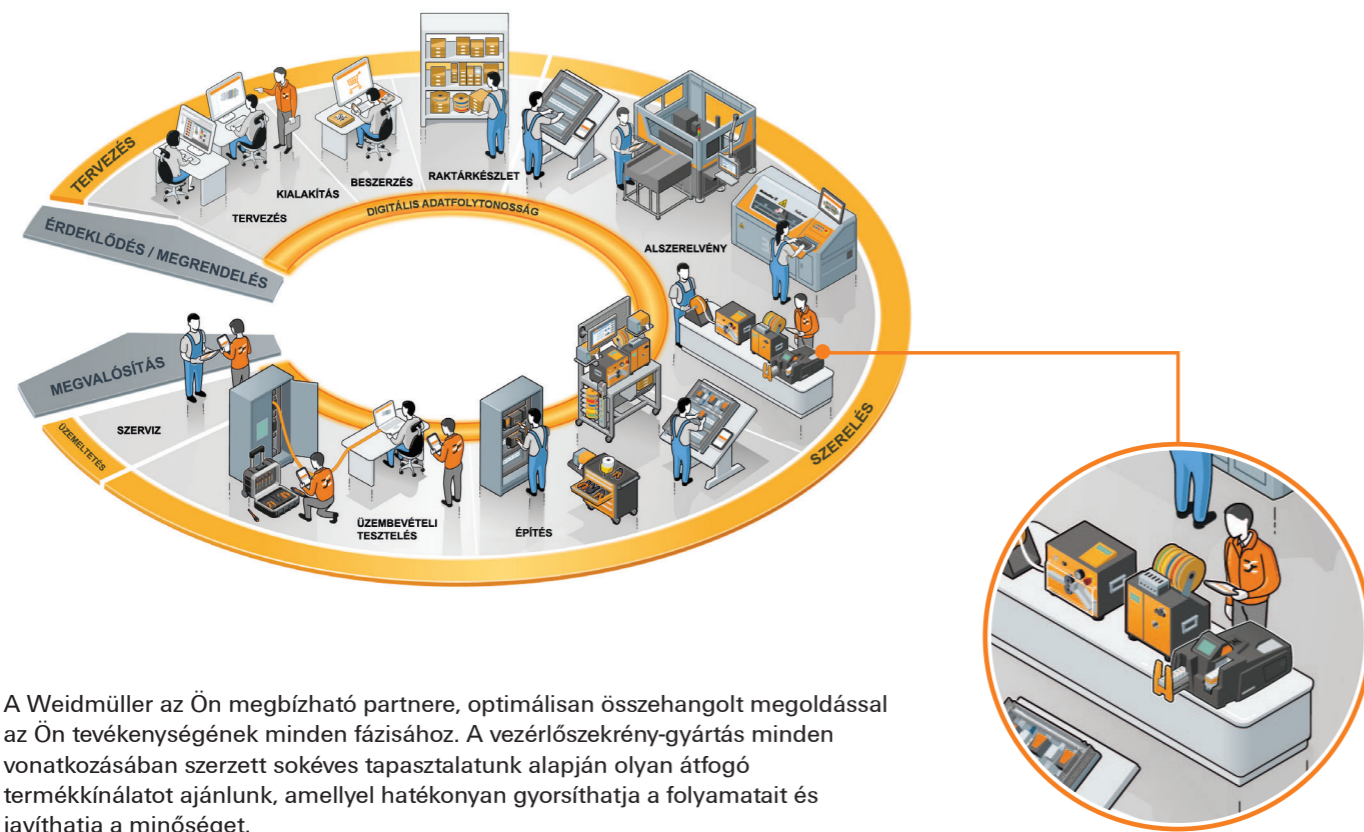 TERVEZÉS
TERVEZÉS
KIALAKÍTÁS
BESZERZÉS
RAKTÁRKÉSZLET
DIGITÁLIS ADATFOLYTONOSSÁG
ÉRDEKLŐDÉS / MEGRENDELÉS
ALSZERELVÉNY
MEGVALÓSÍTÁS
SZERELÉS
SZERVIZ
ÜZEMELTETÉS
ÜZEMBEVÉTELI
TESZTELÉS
ÉPÍTÉS
A Weidmüller az Ön megbízható partnere, optimálisan összehangolt megoldással
az Ön tevékenységének minden fázisához. A vezérlőszekrény-gyártás minden
vonatkozásában szerzett sokéves tapasztalatunk alapján olyan átfogó
termékkínálatot ajánlunk, amellyel hatékonyan gyorsíthatja a folyamatait és
javíthatja a minőséget.